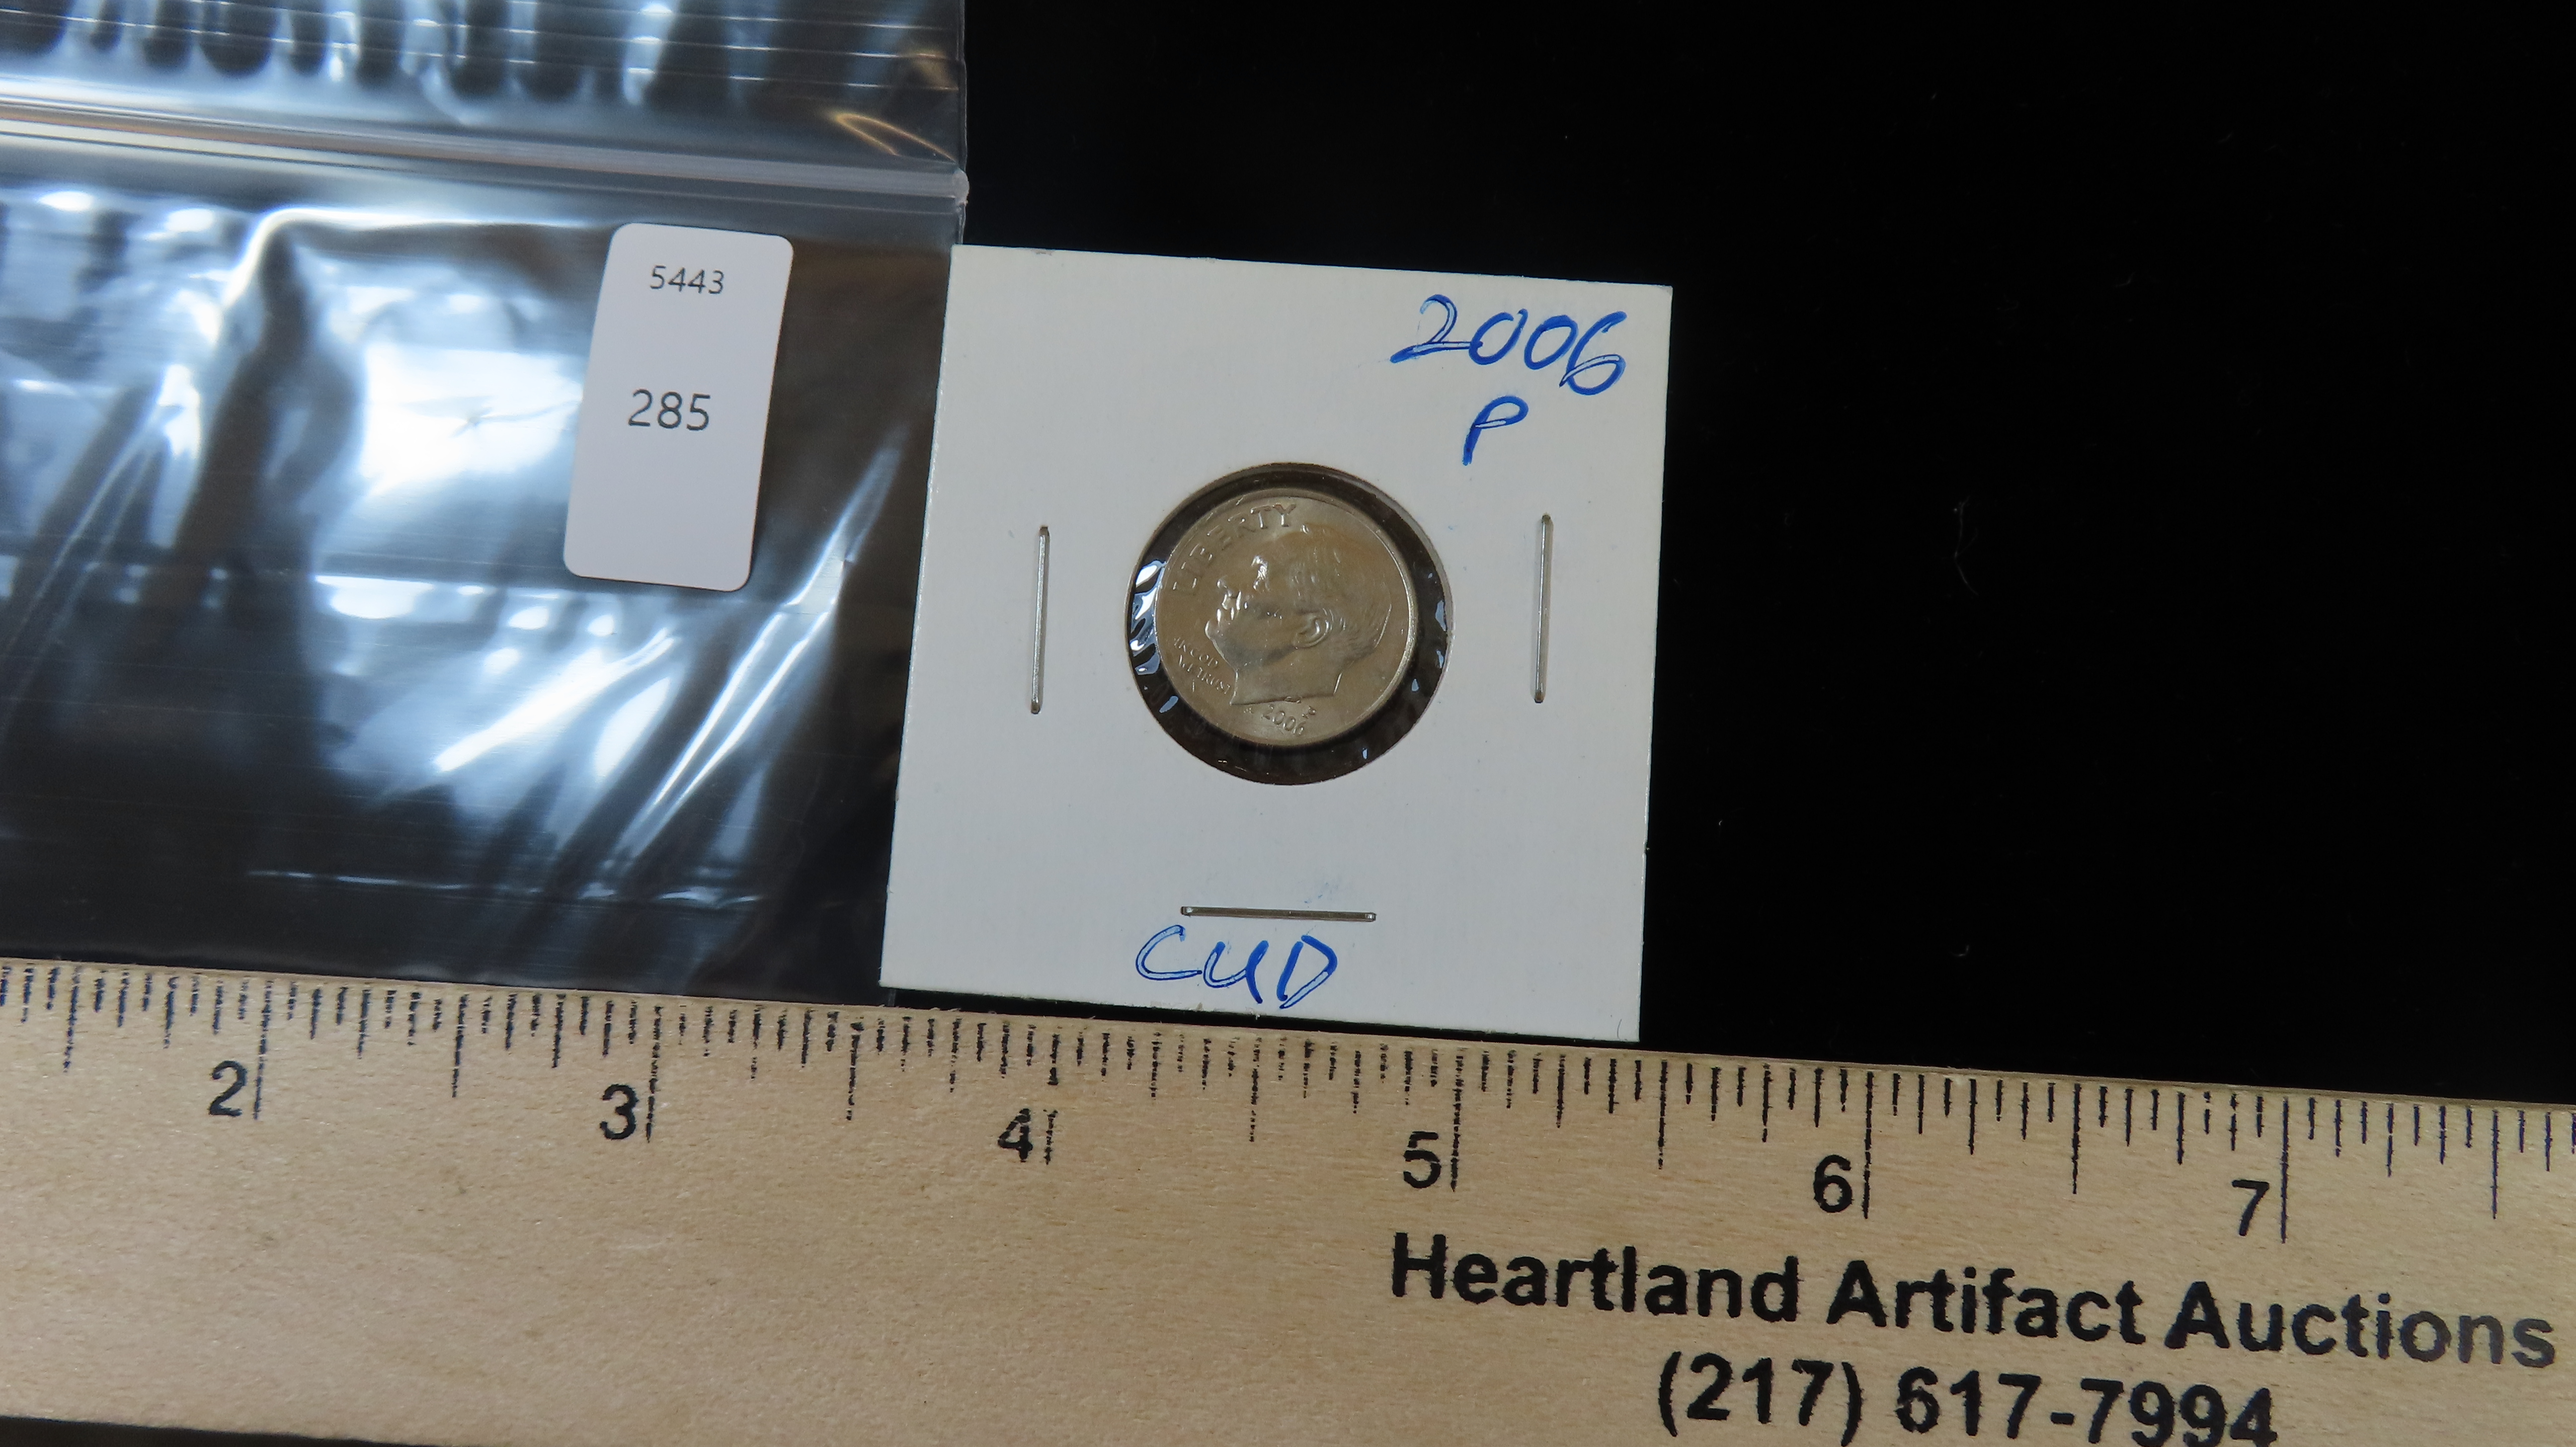 5443
285
2006
P
LIBERTY
IN GOD
WE TRUST
P
2006
CUD
2 3 4 5 6 7
Heartland Artifact Auctions
(217) 617-7994